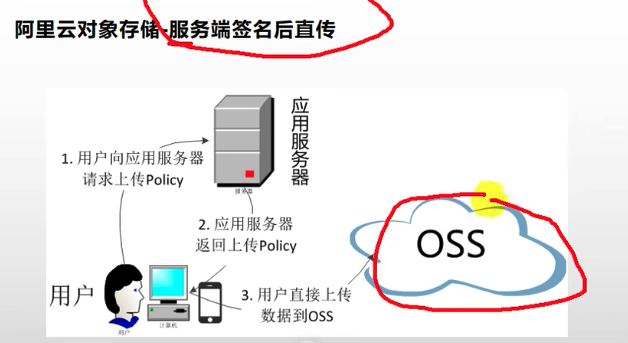 阿里云对象存储-服务端签名后直传
应用服务器
服务器
1. 用户向应用服务器
请求上传Policy
2. 应用服务器
返回上传Policy
OSS
用户
3. 用户直接上传
数据到OSS
用户
计算机